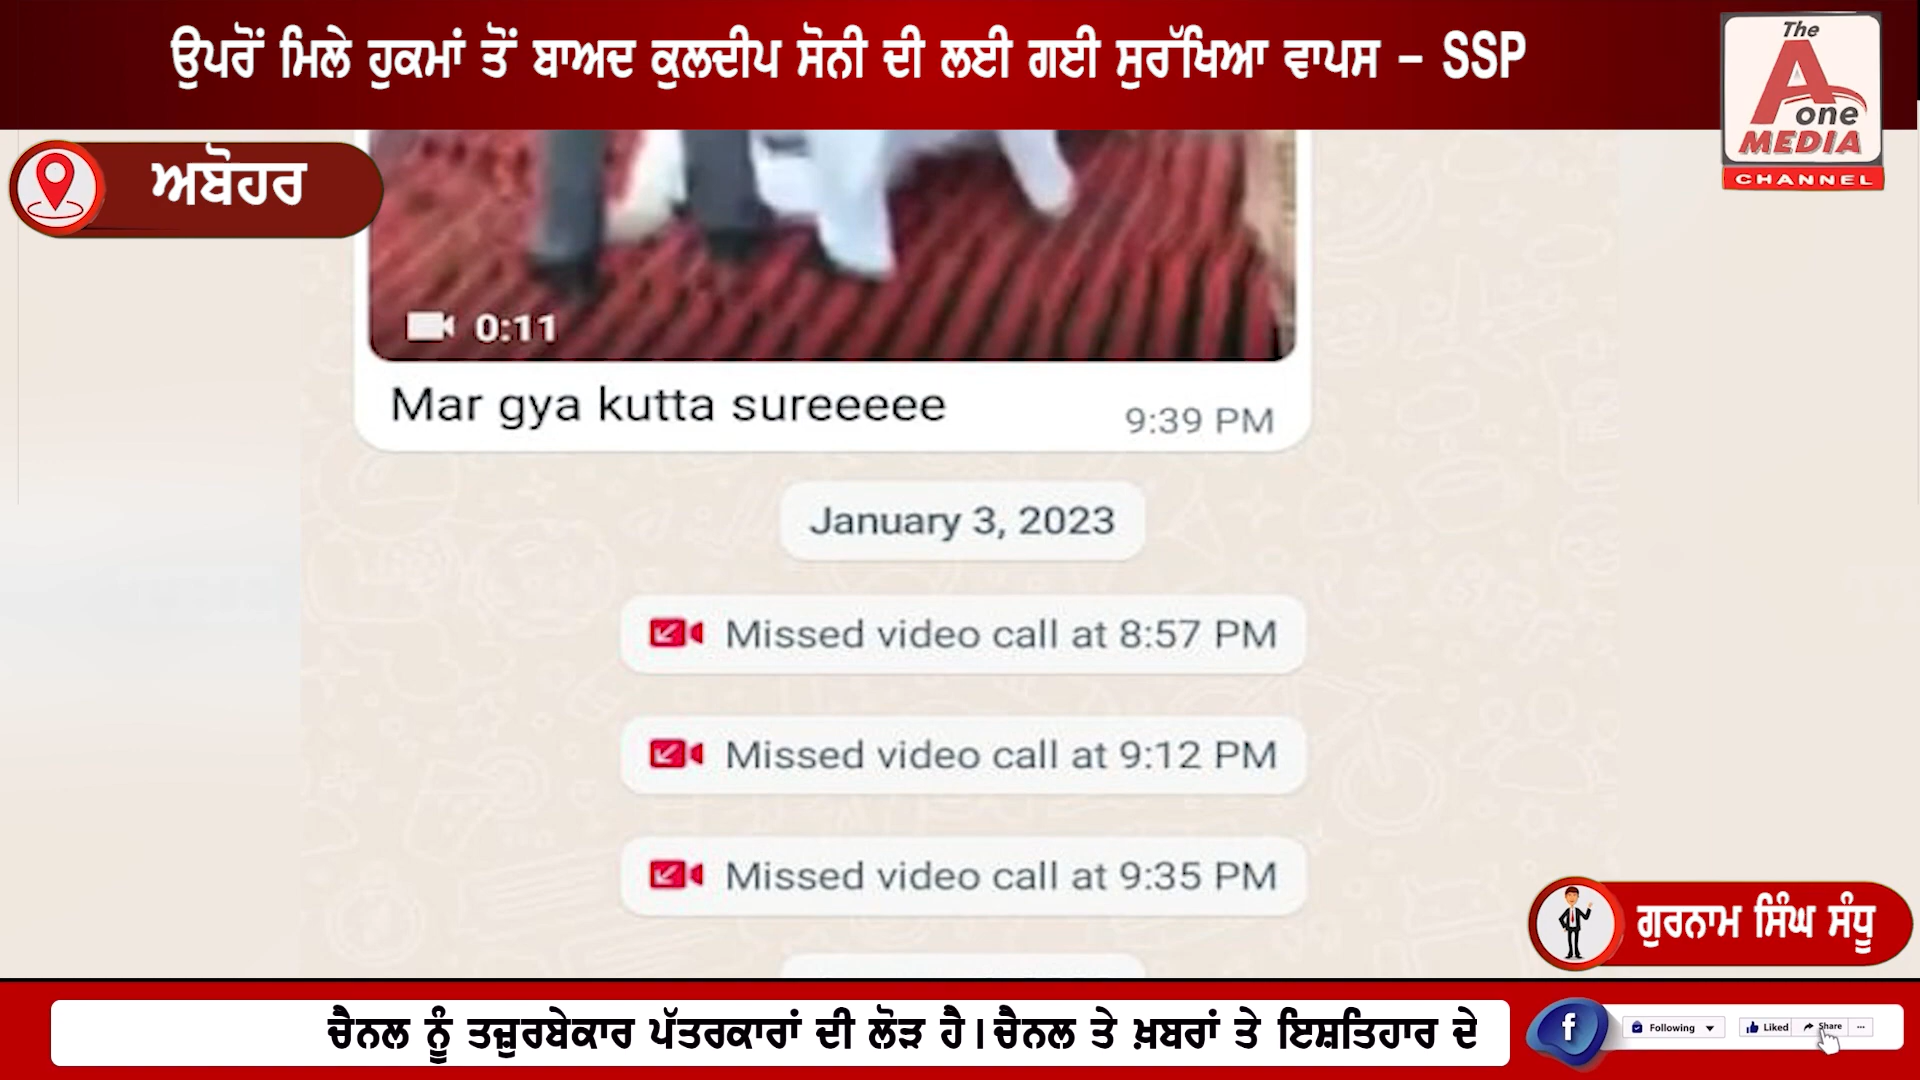 ਉਪਰੋਂ ਮਿਲੇ ਹੁਕਮਾਂ ਤੋਂ ਬਾਅਦ ਕੁਲਦੀਪ ਸੋਨੀ ਦੀ ਲਈ ਗਈ ਸੁਰੱਖਿਆ ਵਾਪਸ – SSP
The
A one
MEDIA
CHANNEL
ਅਬੋਹਰ
0:11
Mar gya kutta sureeeee
9:39 PM
January 3, 2023
Missed video call at 8:57 PM
Missed video call at 9:12 PM
Missed video call at 9:35 PM
ਗੁਰਨਾਮ ਸਿੰਘ ਸੰਧੂ
ਚੈਨਲ ਨੂੰ ਤਜ਼ੁਰਬੇਕਾਰ ਪੱਤਰਕਾਰਾਂ ਦੀ ਲੋੜ ਹੈ।ਚੈਨਲ ਤੇ ਖ਼ਬਰਾਂ ਤੇ ਇਸ਼ਤਿਹਾਰ ਦੇ
f Following Liked Share